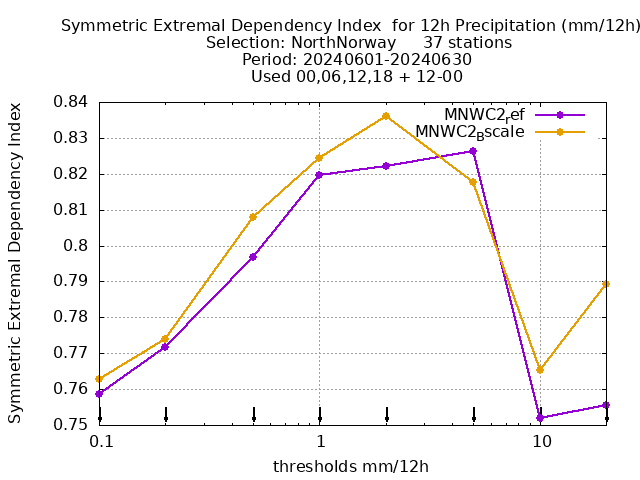 Symmetric Extremal Dependency Index  for 12h Precipitation (mm/12h)
Selection: NorthNorway     37 stations
Period: 20240601-20240630
Used 00,06,12,18 + 12-00
MNWC2ref
MNWC2Bscale
Symmetric Extremal Dependency Index
0.84
0.83
0.82
0.81
0.8
0.79
0.78
0.77
0.76
0.75
0.1 1 10
thresholds mm/12h